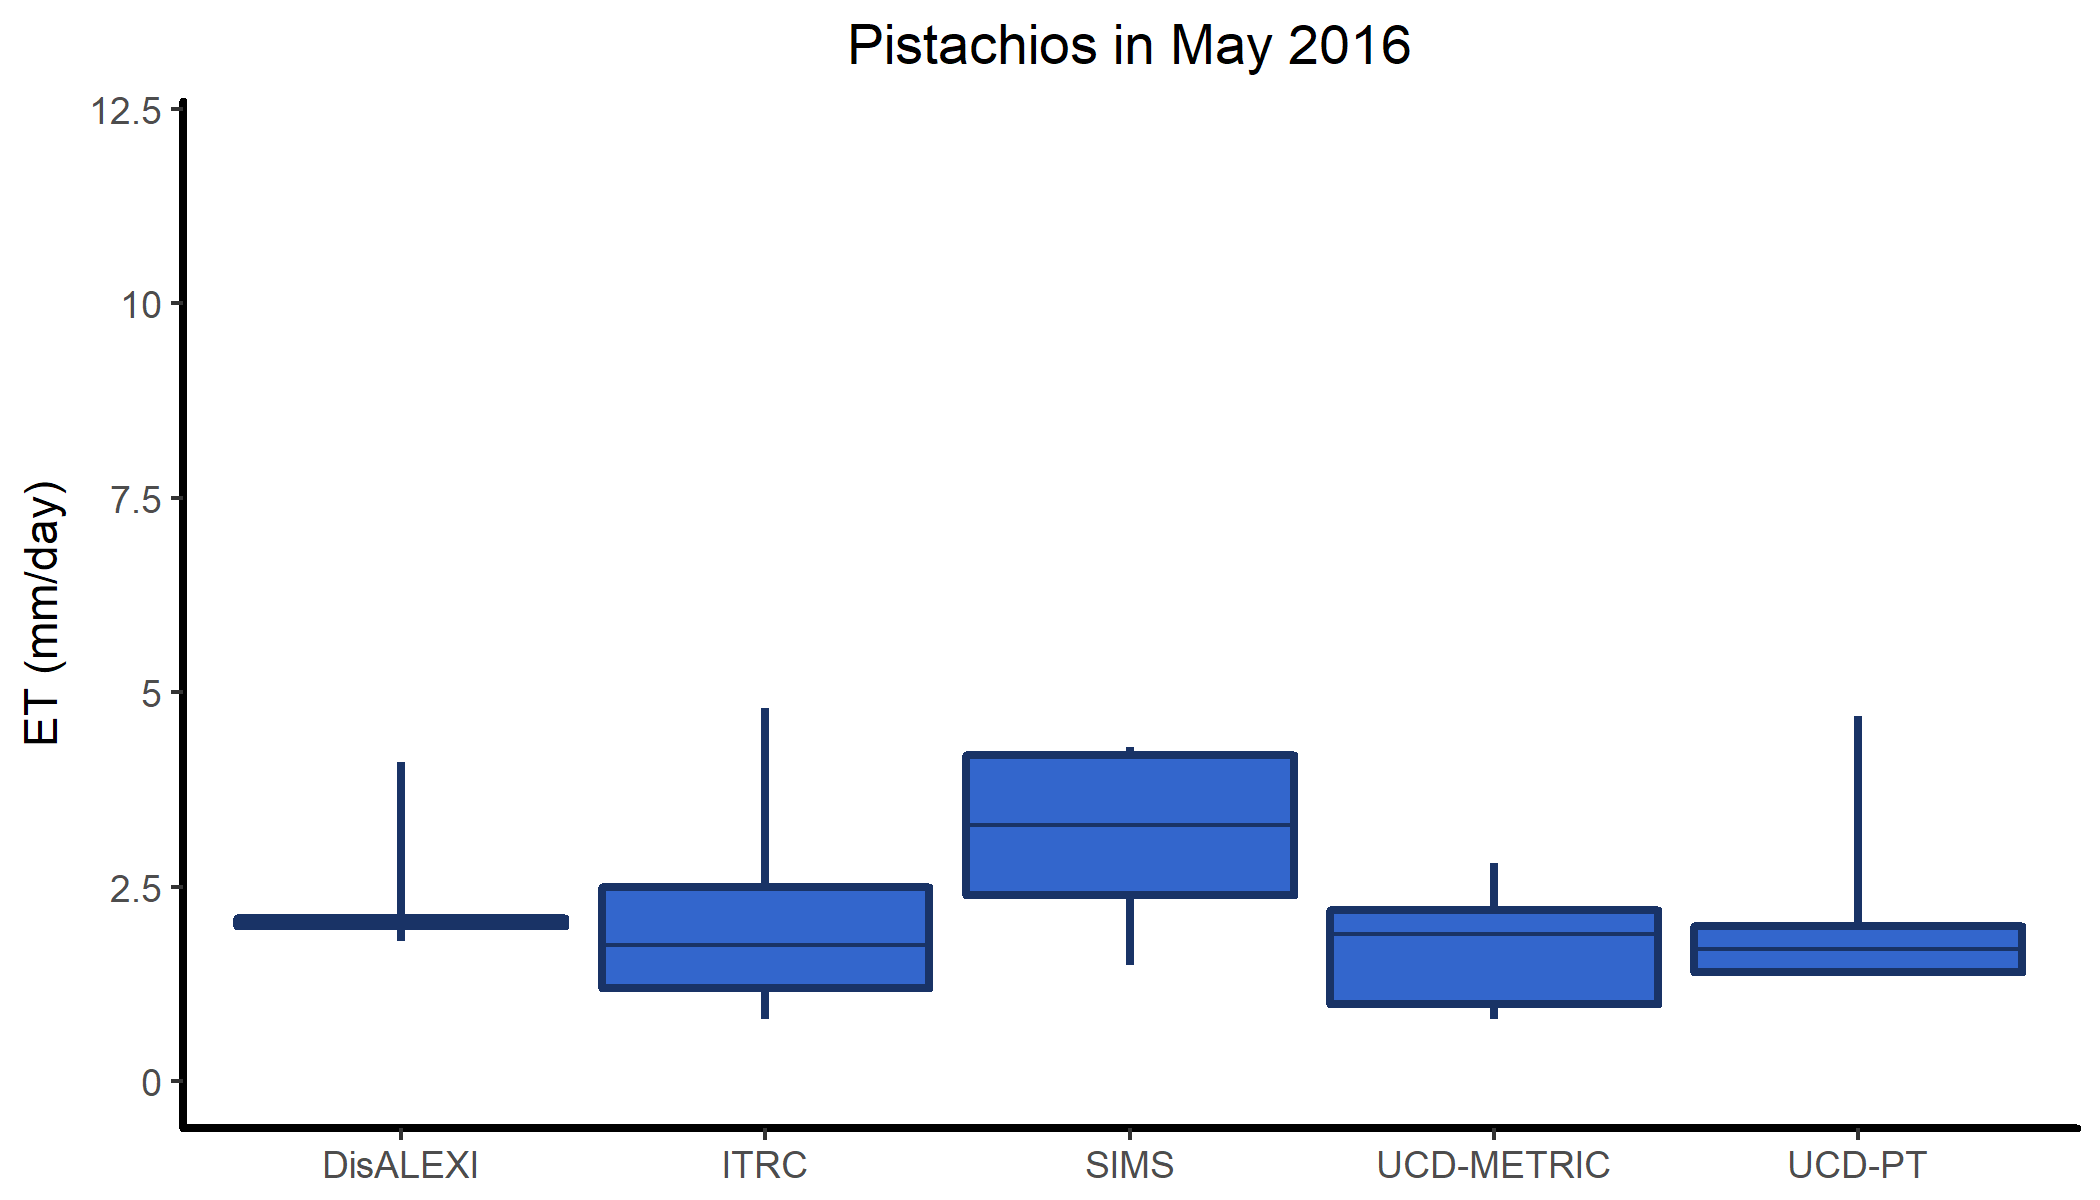 Pistachios in May 2016
12.5
10
7.5
5
2.5
0
ET (mm/day)
DisALEXI ITRC SIMS UCD-METRIC UCD-PT